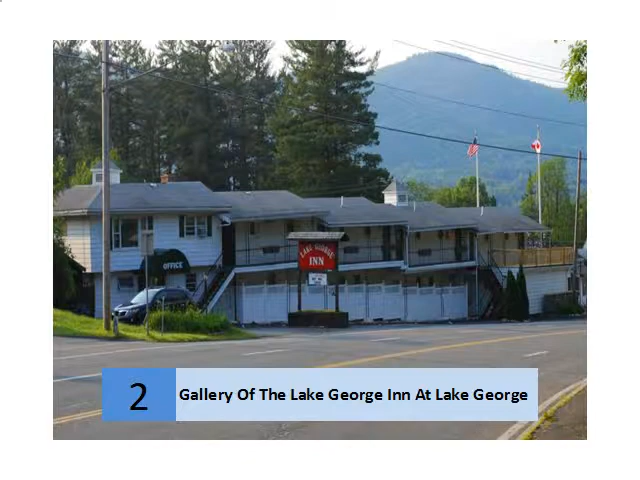 LAKE GEORGE
INN
OFFICE
2
Gallery Of The Lake George Inn At Lake George